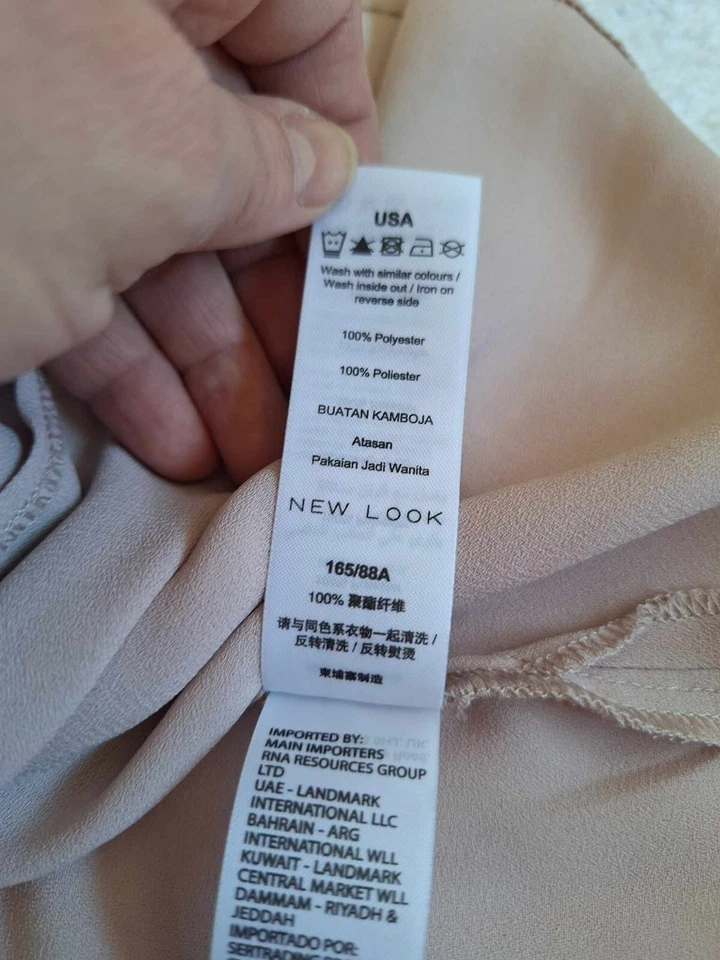 USA
Wash with similar colours /
Wash inside out / Iron on
reverse side
100% Polyester
100% Poliester
BUATAN KAMBOJA
Atasan
Pakaian Jadi Wanita
NEW LOOK
165/88A
100% 聚酯纤维
请与同色系衣物一起清洗 /
反转清洗 / 反转熨烫
柬埔寨制造
IMPORTED BY:
MAIN IMPORTERS
RNA RESOURCES GROUP
LTD
UAE - LANDMARK
INTERNATIONAL LLC
BAHRAIN - ARG
INTERNATIONAL WLL
KUWAIT - LANDMARK
CENTRAL MARKET WLL
DAMMAM - RIYADH &
JEDDAH
IMPORTADO POR: